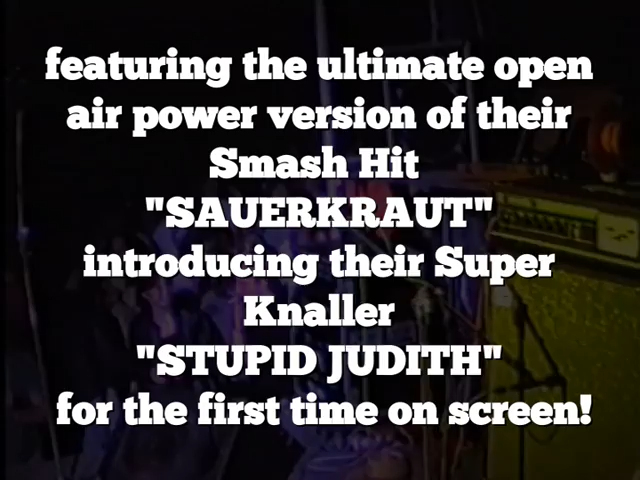 featuring the ultimate open
air power version of their
Smash Hit
"SAUERKRAUT"
introducing their Super
Knaller
"STUPID JUDITH"
for the first time on screen!